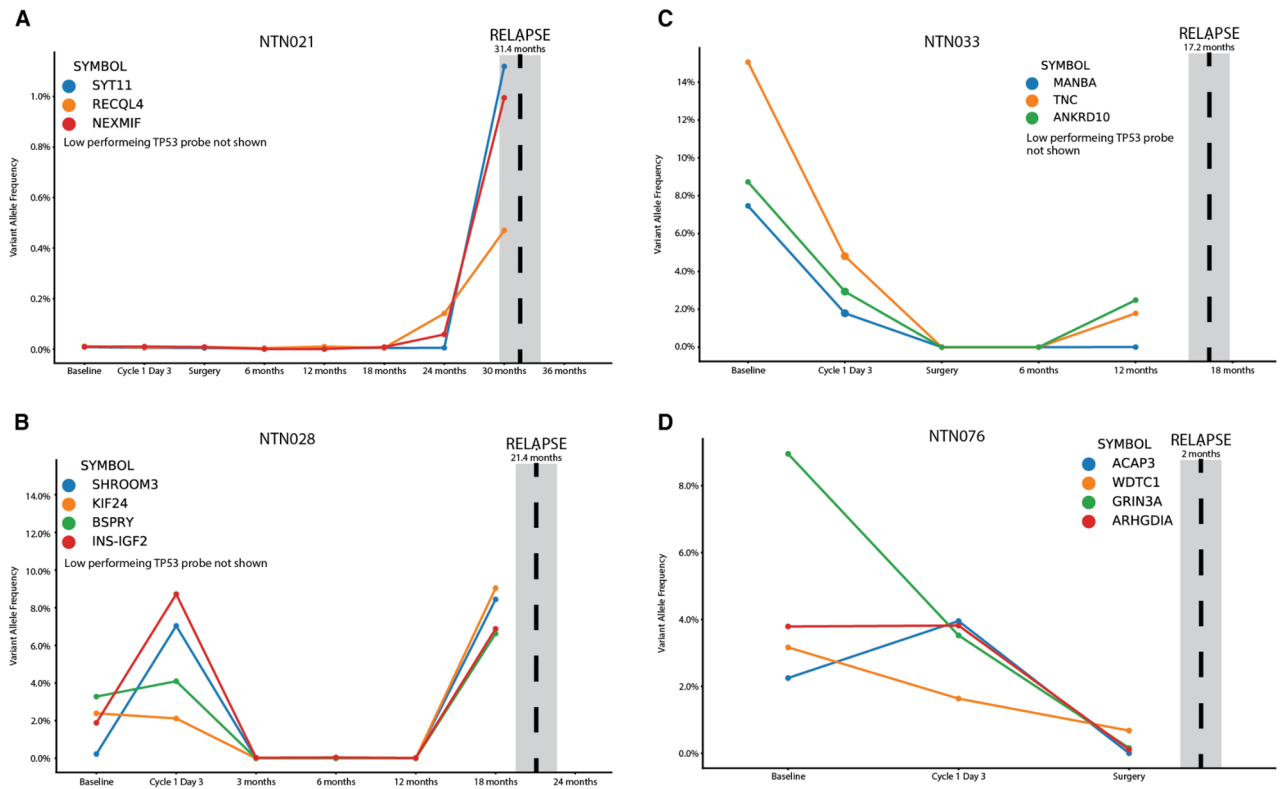 A
NTN021
RELAPSE
31.4 months
SYMBOL
SYT11
RECQL4
NEXMIF
Low performeing TP53 probe not shown
Variant Allele Frequency
1.0%
0.8%
0.6%
0.4%
0.2%
0.0%
Baseline Cycle 1 Day 3 Surgery 6 months 12 months 18 months 24 months 30 months 36 months
C
NTN033
RELAPSE
17.2 months
SYMBOL
MANBA
TNC
ANKRD10
Low performeing TP53 probe
not shown
Variant Allele Frequency
14%
12%
10%
8.0%
6.0%
4.0%
2.0%
0.0%
Baseline Cycle 1 Day 3 Surgery 6 months 12 months 18 months
B
NTN028
RELAPSE
21.4 months
SYMBOL
SHROOM3
KIF24
BSPRY
INS-IGF2
Low performeing TP53 probe not shown
Variant Allele Frequency
14.0%
12.0%
10.0%
8.0%
6.0%
4.0%
2.0%
0.0%
Baseline Cycle 1 Day 3 3 months 6 months 12 months 18 months 24 months
D
NTN076
RELAPSE
2 months
SYMBOL
ACAP3
WDTC1
GRIN3A
ARHGDIA
Variant Allele Frequency
8.0%
6.0%
4.0%
2.0%
0.0%
Baseline Cycle 1 Day 3 Surgery